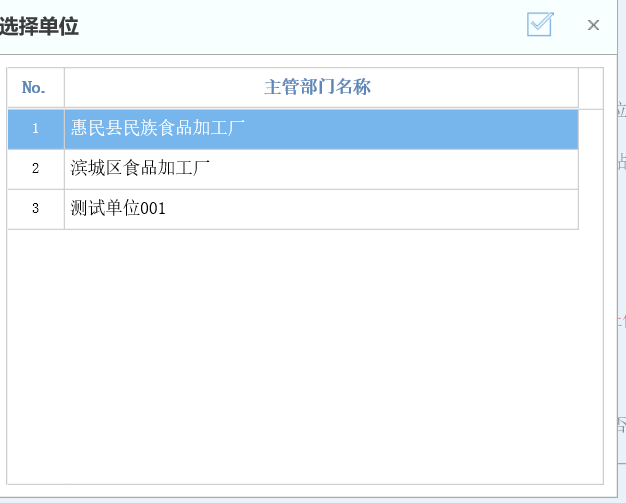 选择单位
No. 主管部门名称
1 惠民县民族食品加工厂
2 滨城区食品加工厂
3 测试单位001